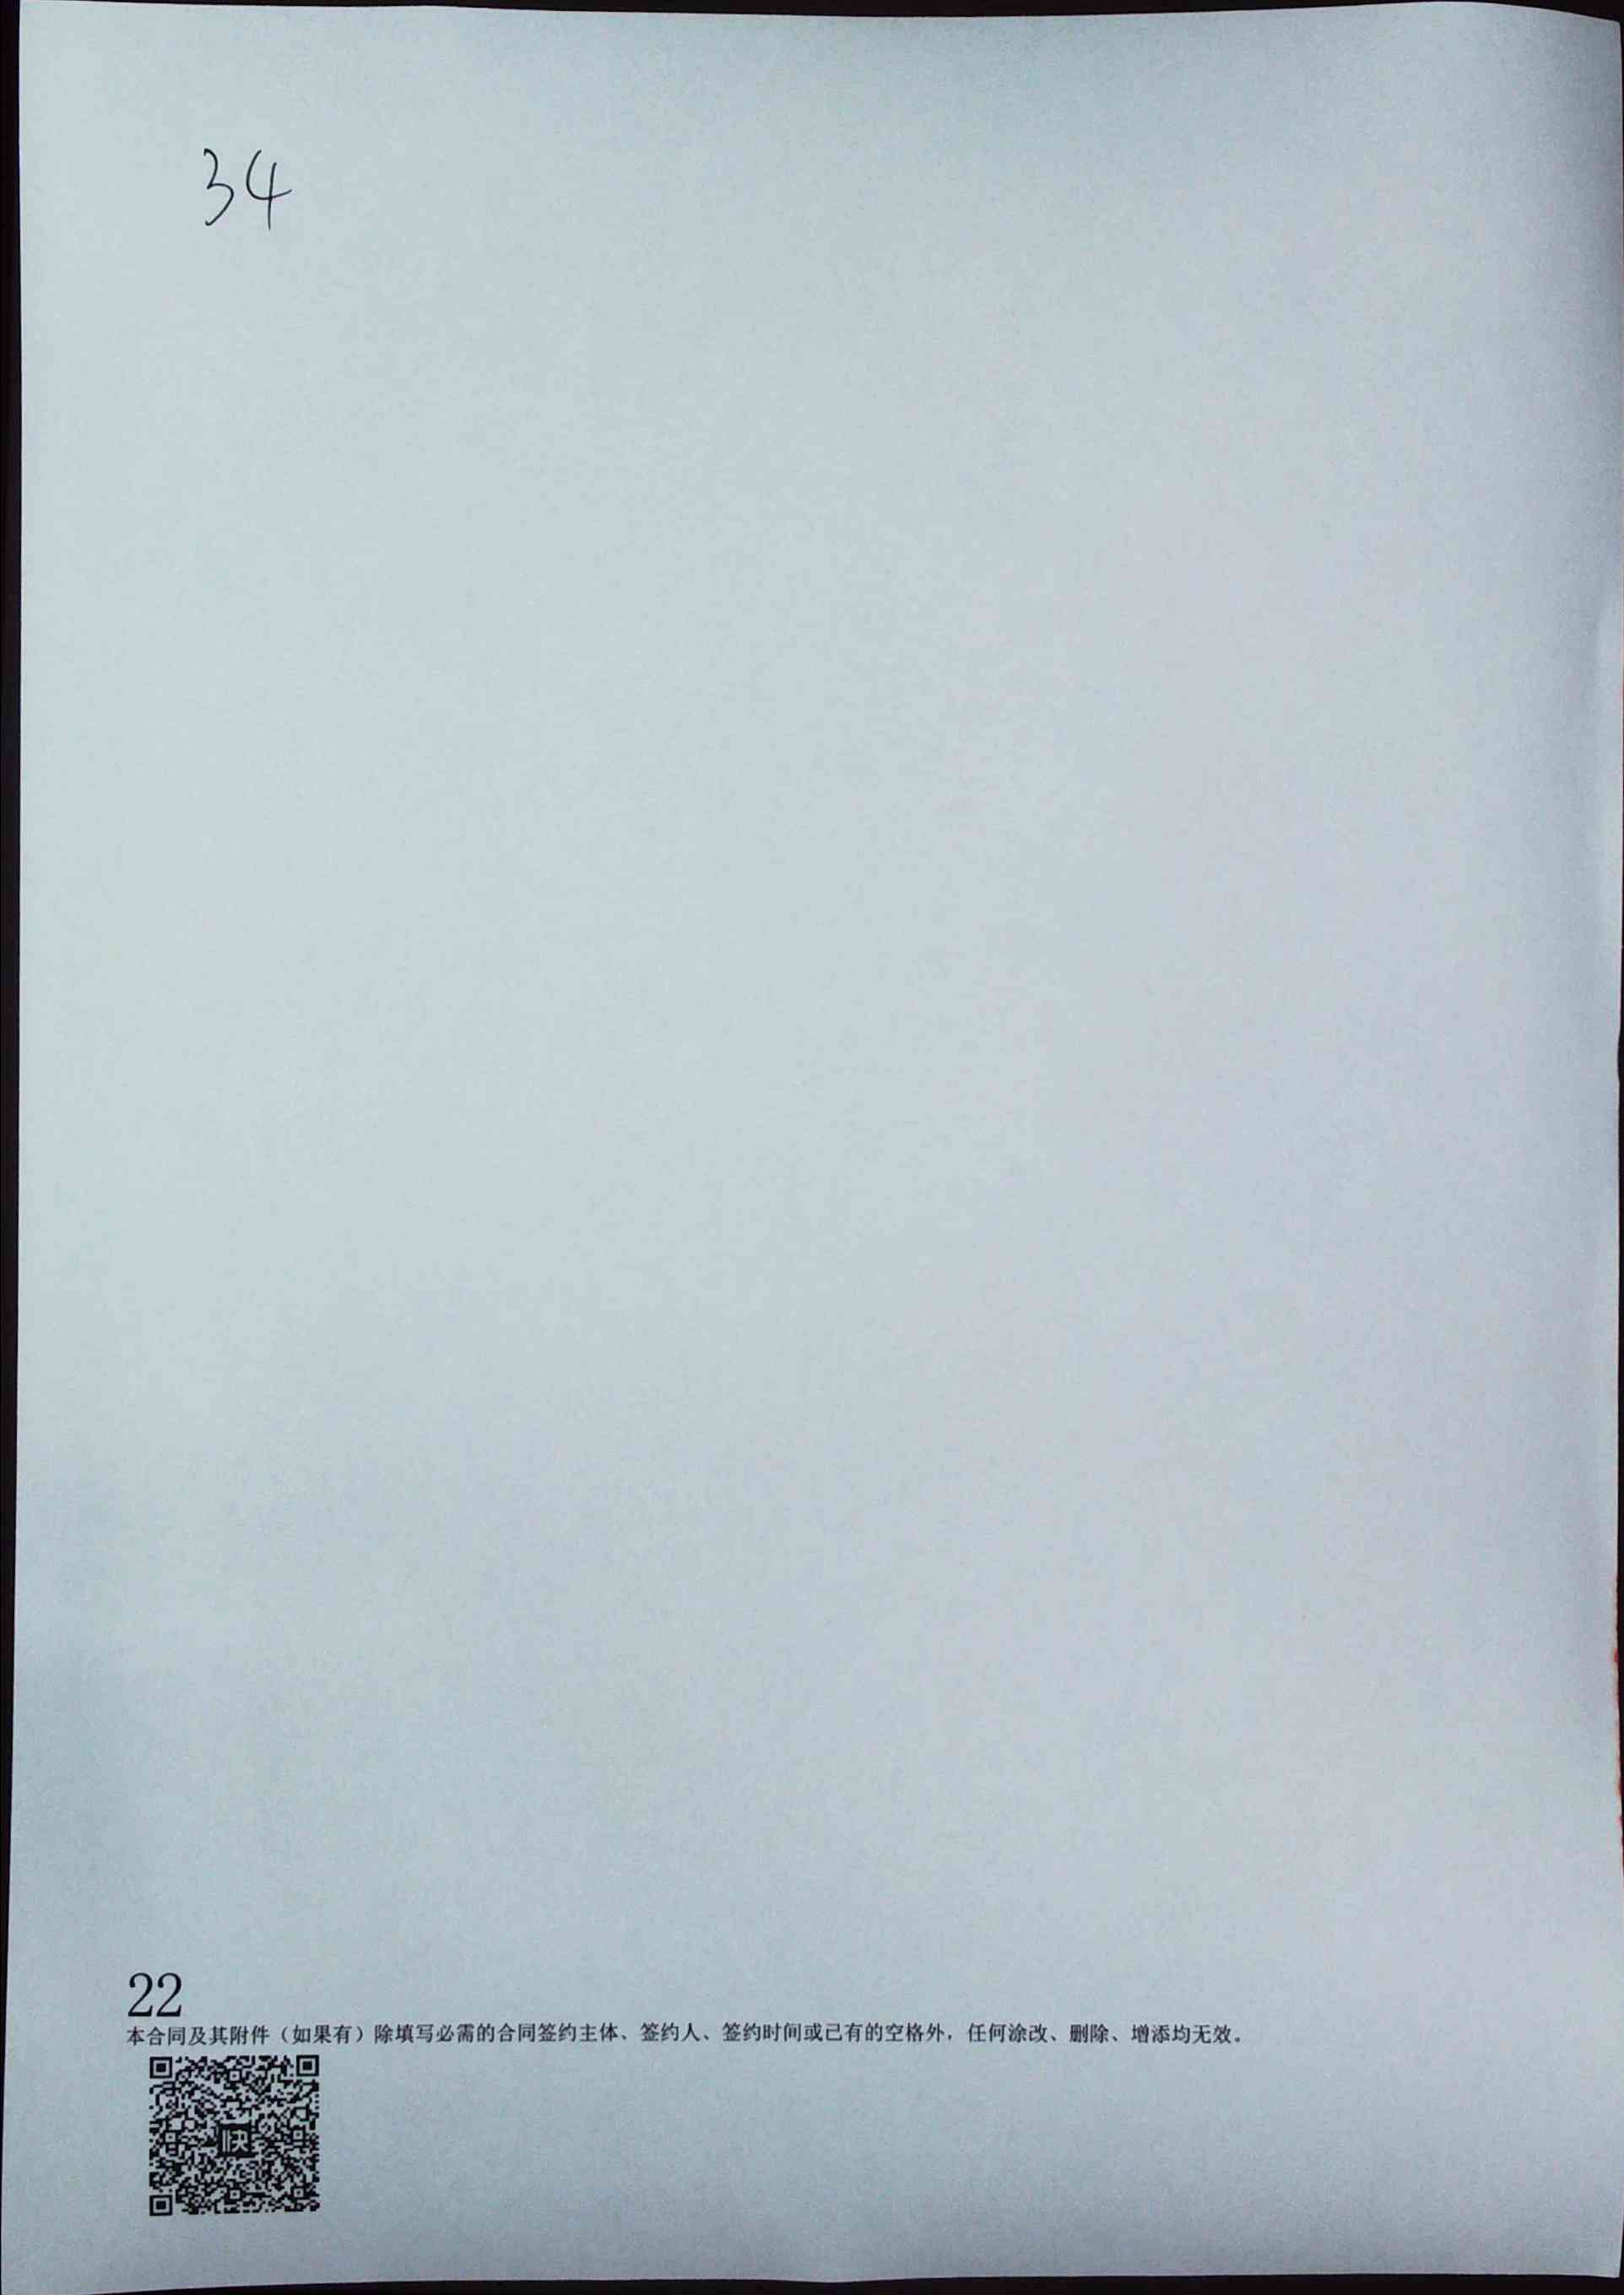 34
22
本合同及其附件（如果有）除填写必需的合同签约主体、签约人、签约时间或已有的空格外，任何涂改、删除、增添均无效。
快